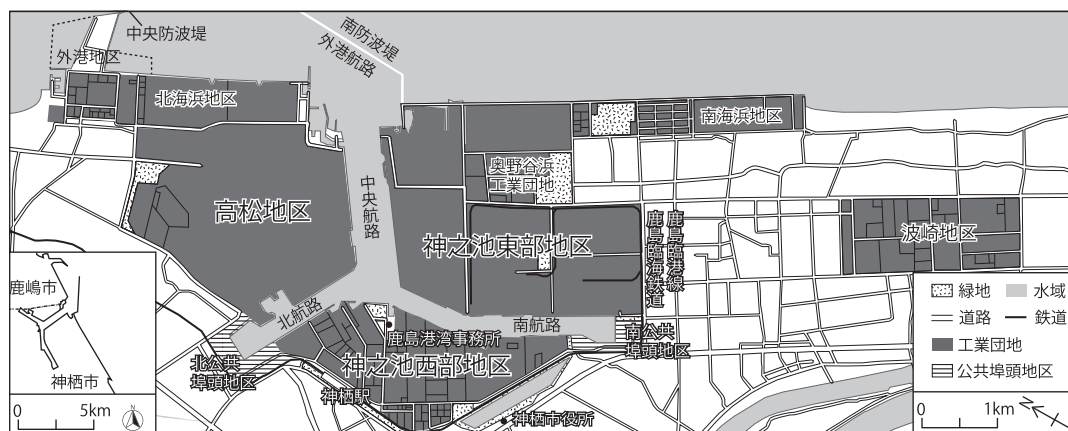 中央防波堤
外港地区
南防波堤
外港航路
北海浜地区
南海浜地区
奥野谷浜
工業団地
中央航路
高松地区
神之池東部地区
鹿島臨海鉄道
鹿島臨港線
波崎地区
鹿嶋市
神栖市
0 5km
N
北航路
南航路
鹿島港湾事務所
神之池西部地区
北公共
埠頭地区
南公共
埠頭地区
神栖駅
神栖市役所
緑地
水域
道路
鉄道
工業団地
公共埠頭地区
0 1km
N